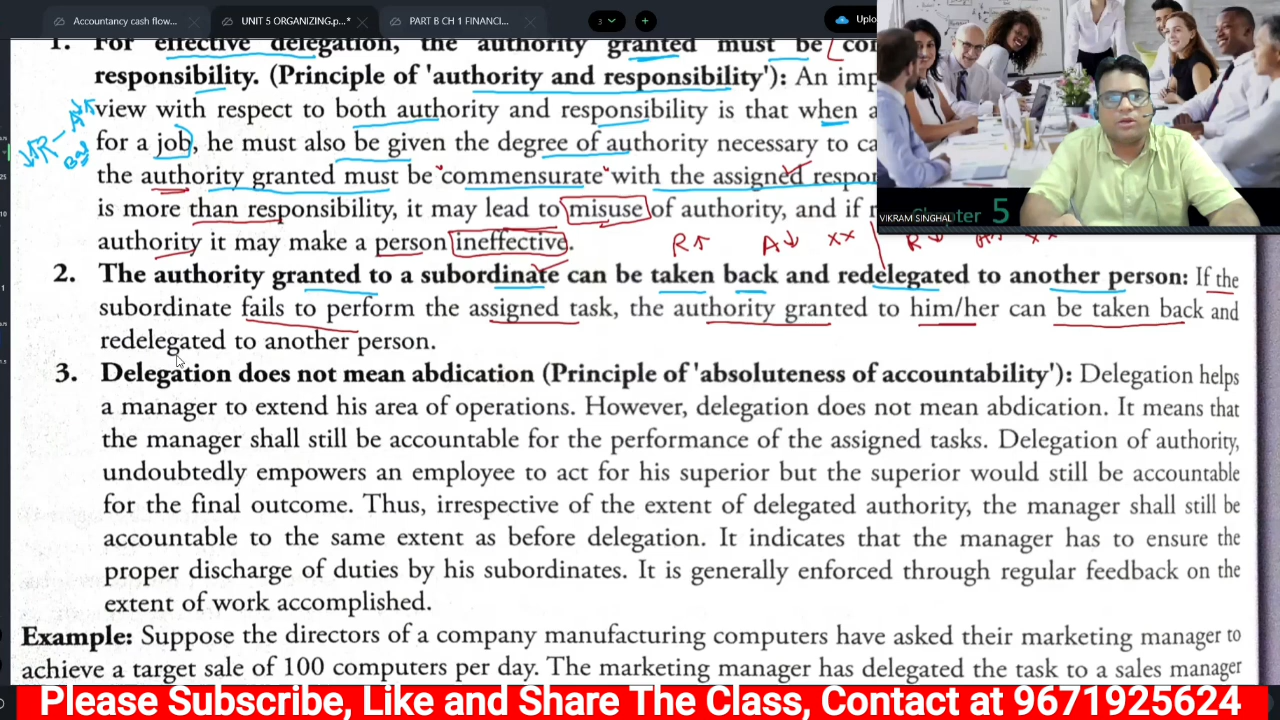 Accountancy cash flow...
UNIT 5 ORGANIZING.p...*
PART B CH 1 FINANCI...
3
Uplo
1. For effective delegation, the authority granted must be
responsibility. (Principle of 'authority and responsibility'): An imp
view with respect to both authority and responsibility is that when a
for a job, he must also be given the degree of authority necessary to ca
the authority granted must be "commensurate" with the assigned respon
is more than responsibility, it may lead to misuse of authority, and if
authority it may make a person ineffective.
R↑ A↓ xx R↓
VIKRAM SINGHAL
pter 5
2. The authority granted to a subordinate can be taken back and redelegated to another person: If the
subordinate fails to perform the assigned task, the authority granted to him/her can be taken back and
redelegated to another person.
3. Delegation does not mean abdication (Principle of 'absoluteness of accountability'): Delegation helps
a manager to extend his area of operations. However, delegation does not mean abdication. It means that
the manager shall still be accountable for the performance of the assigned tasks. Delegation of authority,
undoubtedly empowers an employee to act for his superior but the superior would still be accountable
for the final outcome. Thus, irrespective of the extent of delegated authority, the manager shall still be
accountable to the same extent as before delegation. It indicates that the manager has to ensure the
proper discharge of duties by his subordinates. It is generally enforced through regular feedback on the
extent of work accomplished.
Example: Suppose the directors of a company manufacturing computers have asked their marketing manager to
achieve a target sale of 100 computers per day. The marketing manager has delegated the task to a sales manager
Please Subscribe, Like and Share The Class, Contact at 9671925624